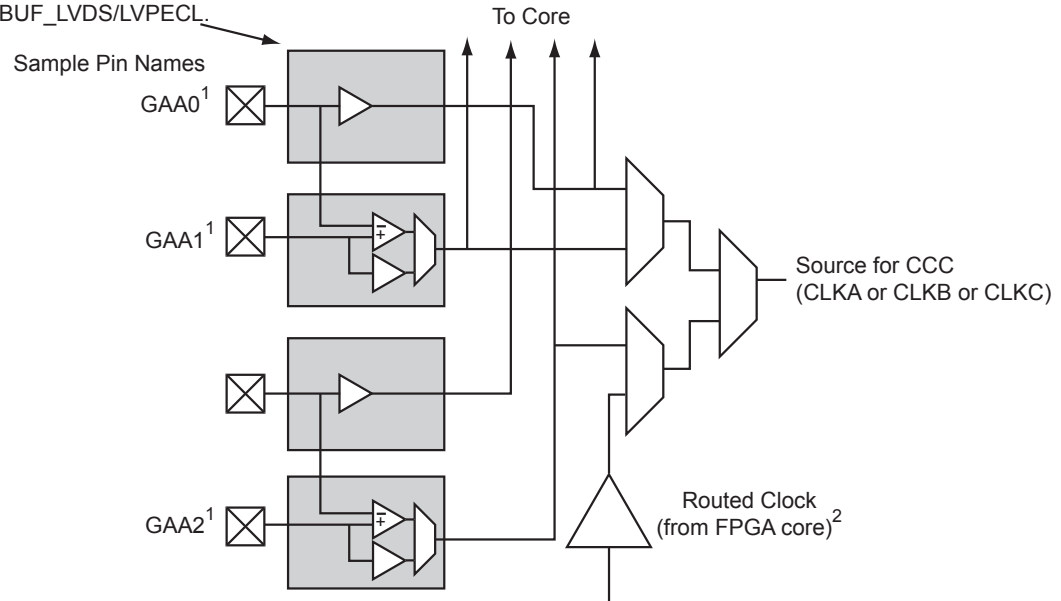 BUF_LVDS/LVPECL.
To Core
Sample Pin Names
GAA0¹
GAA1¹
Source for CCC
(CLKA or CLKB or CLKC)
GAA2¹
Routed Clock
(from FPGA core)²